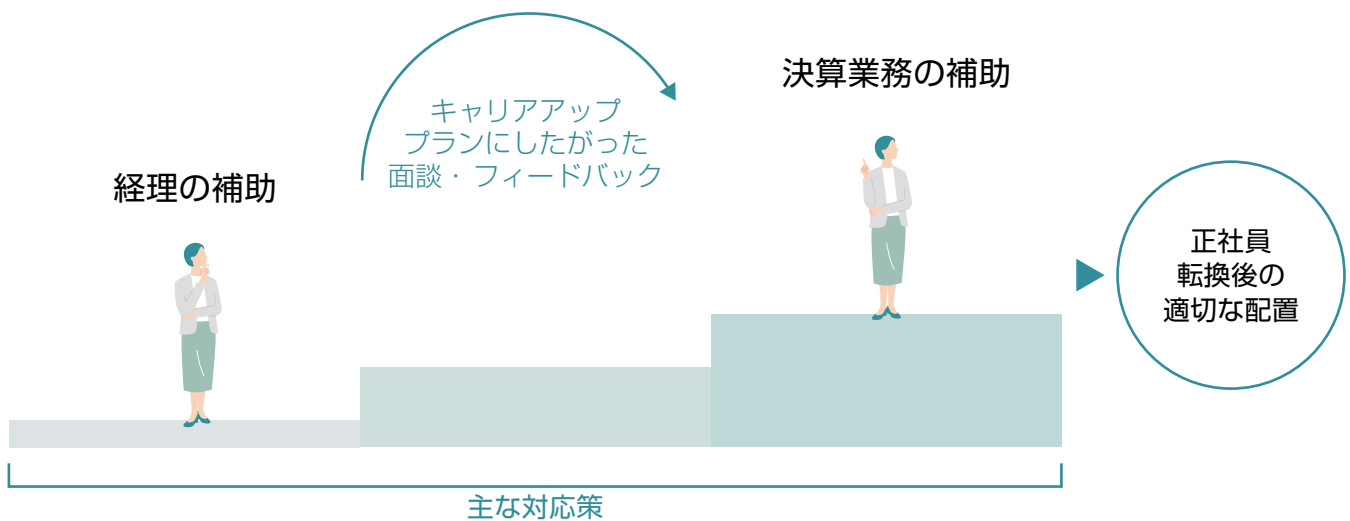 経理の補助
キャリアアップ
プランにしたがった
面談・フィードバック
決算業務の補助
正社員
転換後の
適切な配置
主な対応策